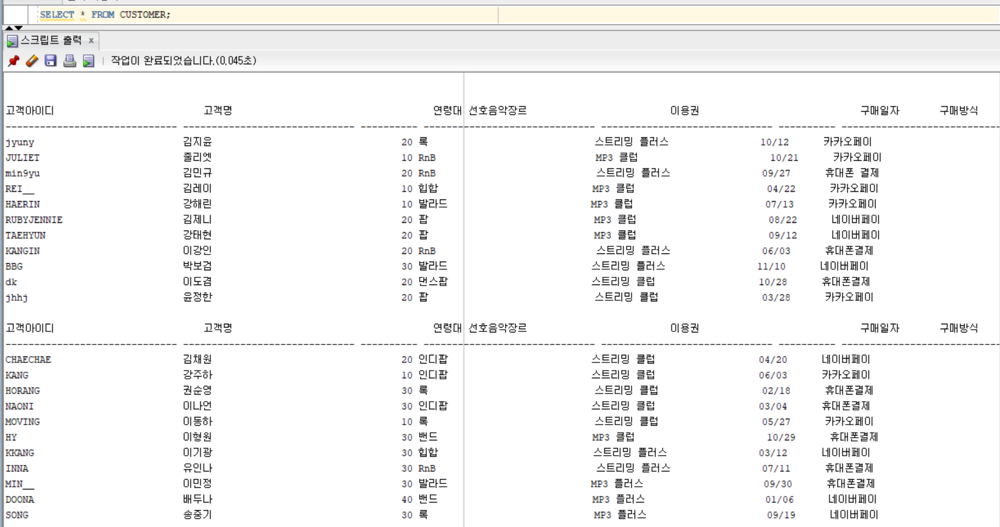 SELECT * FROM CUSTOMER;
스크립트 출력 x
작업이 완료되었습니다.(0.045초)
고객아이디 고객명 연령대 선호음악장르 이용권 구매일자 구매방식
jyuny 김지윤 20 록 스트리밍 플러스 10/12 카카오페이
JULIET 줄리엣 10 RnB MP3 클럽 10/21 카카오페이
min9yu 김민규 20 RnB 스트리밍 플러스 09/27 휴대폰 결제
REI__ 김레이 10 힙합 MP3 클럽 04/22 카카오페이
HAERIN 강해린 10 발라드 MP3 클럽 07/13 카카오페이
RUBYJENNIE 김제니 20 팝 MP3 클럽 08/22 네이버페이
TAEHYUN 강태현 20 팝 MP3 클럽 09/12 네이버페이
KANGIN 이강인 20 RnB 스트리밍 플러스 06/03 휴대폰결제
BBG 박보검 30 발라드 스트리밍 플러스 11/10 네이버페이
dk 이도겸 20 댄스팝 스트리밍 클럽 10/28 휴대폰결제
jhhj 윤정한 20 팝 스트리밍 클럽 03/28 카카오페이
고객아이디 고객명 연령대 선호음악장르 이용권 구매일자 구매방식
CHAECHAE 김채원 20 인디팝 스트리밍 클럽 04/20 네이버페이
KANG 강주하 10 인디팝 스트리밍 클럽 06/03 카카오페이
HORANG 권순영 30 록 스트리밍 클럽 02/18 휴대폰결제
NAONI 이나언 30 인디팝 스트리밍 클럽 03/04 휴대폰결제
MOVING 이동하 10 록 스트리밍 클럽 05/27 카카오페이
HY 이형원 30 밴드 MP3 클럽 10/29 휴대폰결제
KKANG 이기광 30 힙합 스트리밍 플러스 03/12 네이버페이
INNA 유인나 30 RnB 스트리밍 플러스 07/11 휴대폰결제
MIN__ 이민정 30 발라드 MP3 플러스 09/30 휴대폰결제
DOONA 배두나 40 밴드 MP3 플러스 01/06 네이버페이
SONG 송중기 30 록 MP3 플러스 09/19 네이버페이